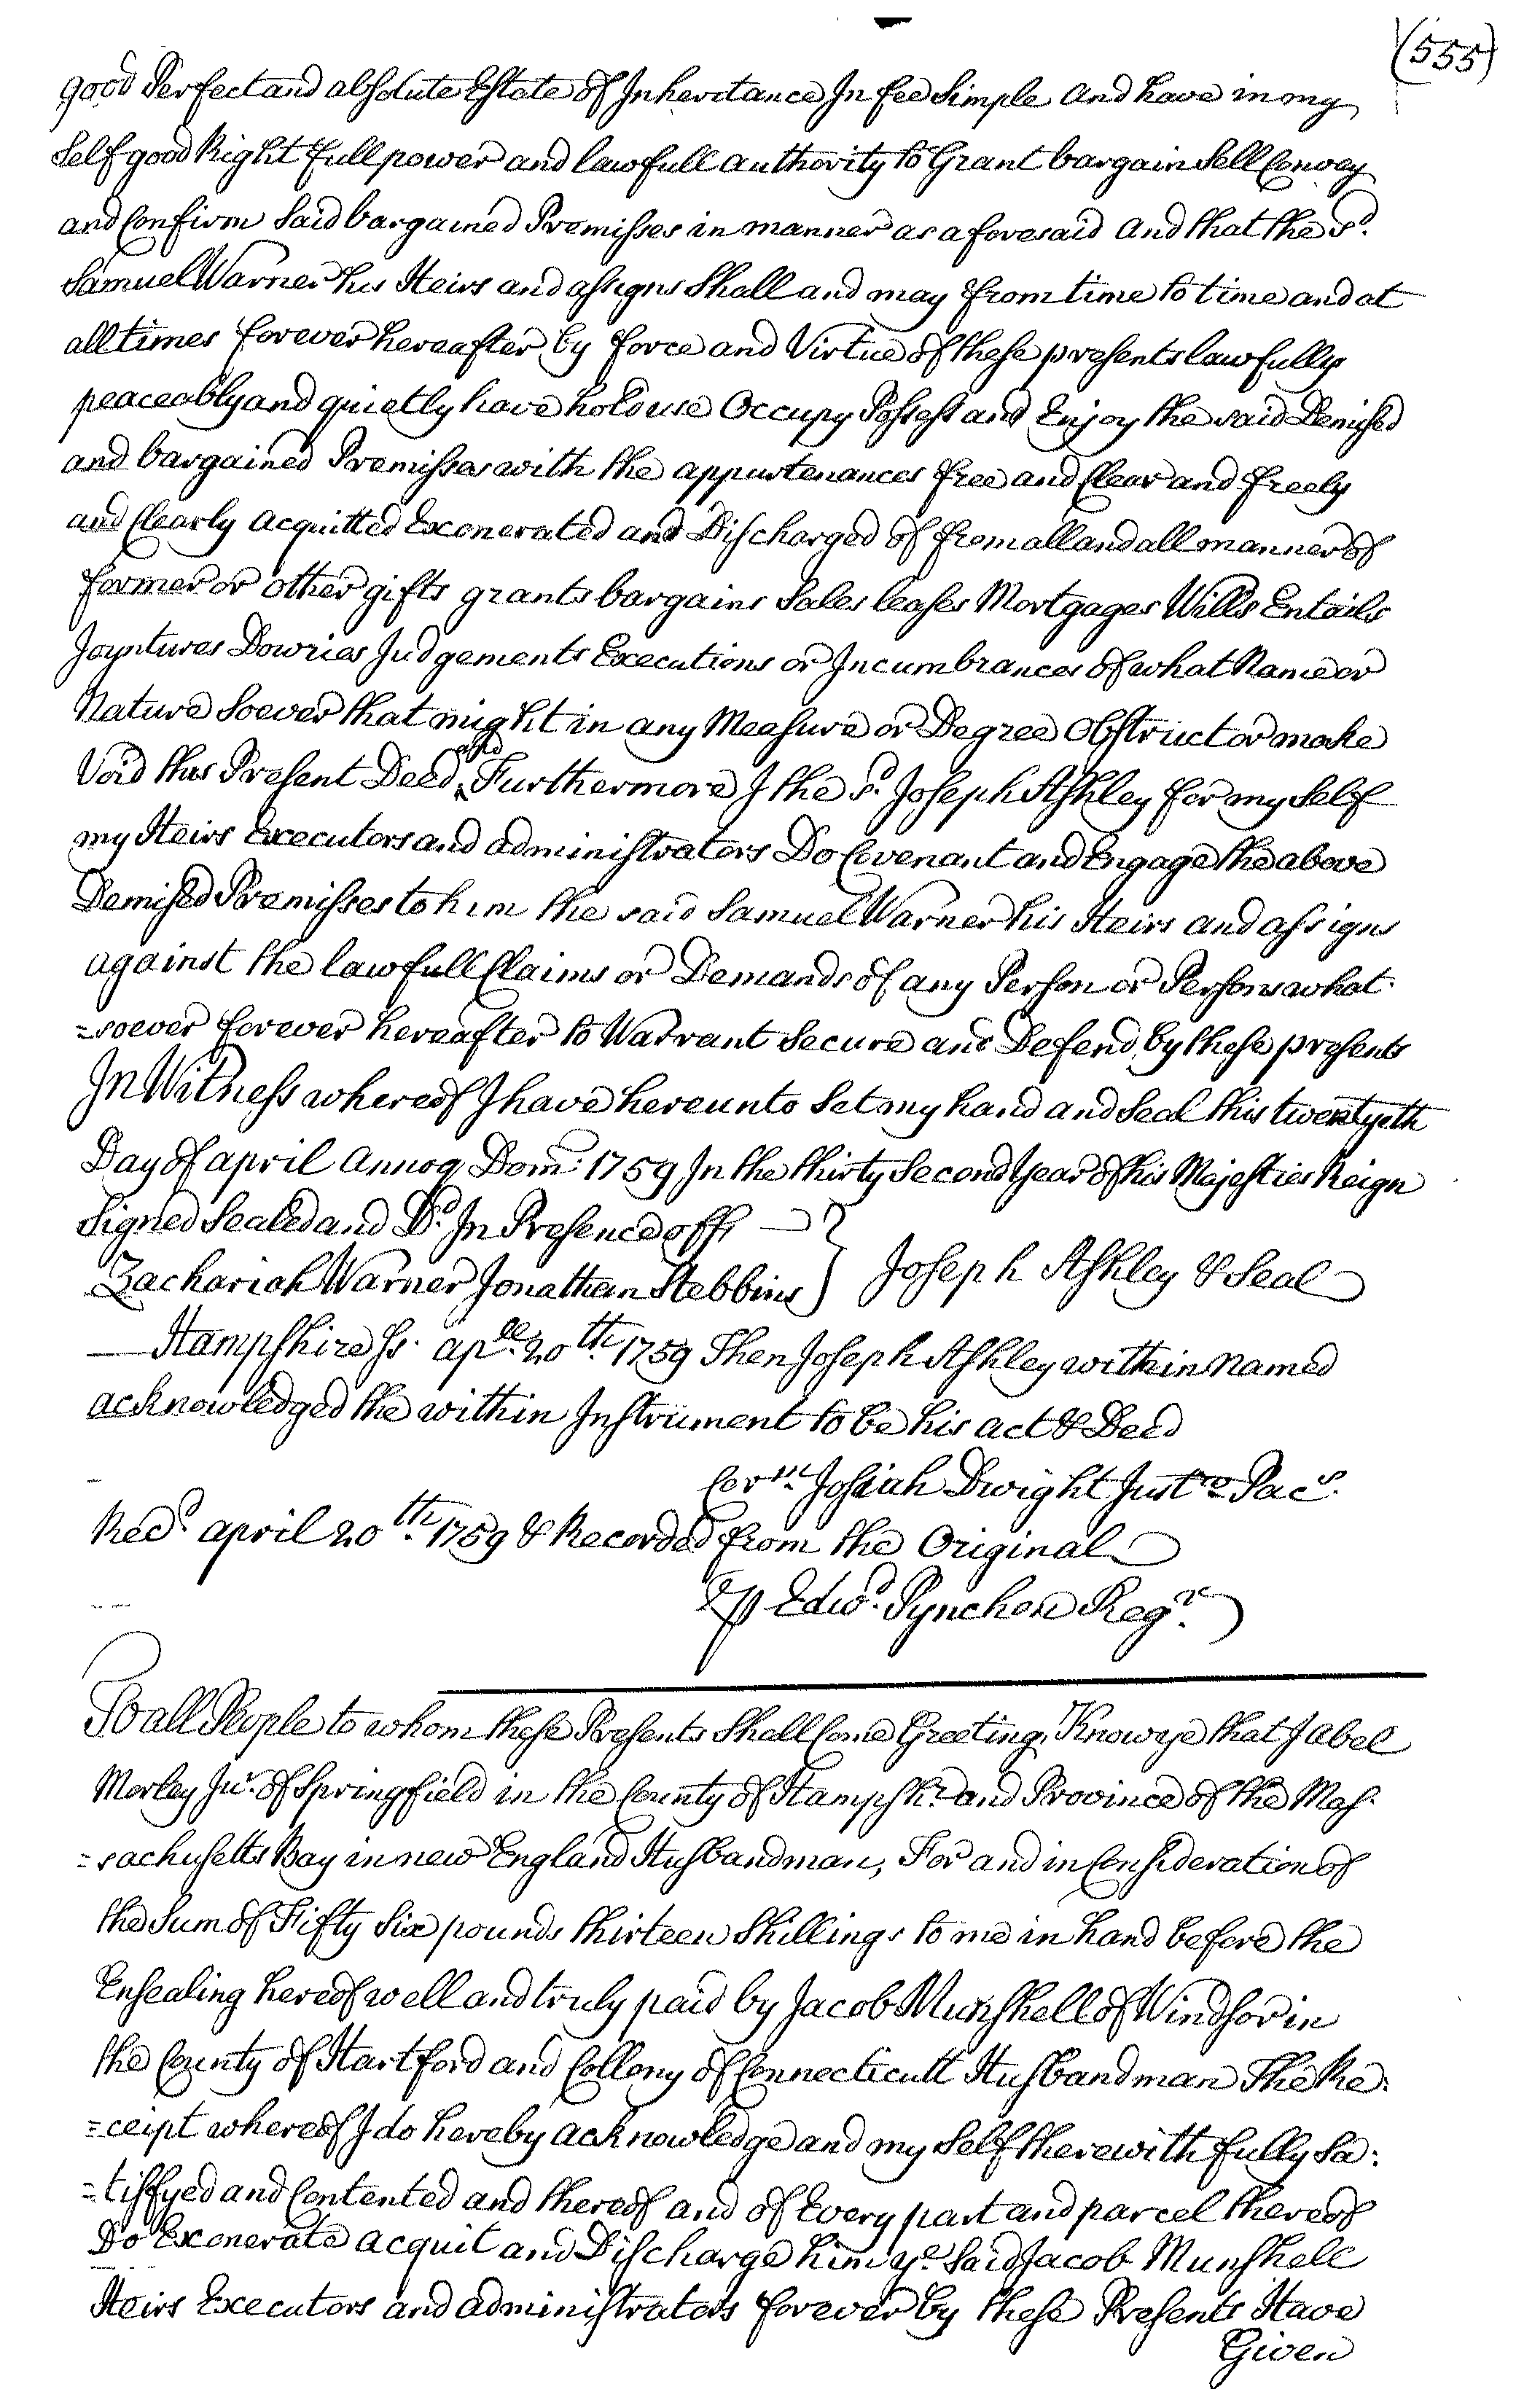 (555)
good Perfect and absolute Estate of Inheritance In fee Simple and have in my
Self good Right full power and lawfull authority to Grant bargain Sell Convey
and Confirm Said bargained Premisses in manner as aforesaid and that the sd.
Samuel Warner his Heirs and assigns Shall and may from time to time and at
all times forever hereafter by force and Virtue of these presents lawfully
peaceably and quietly have hold use Occupy Possess and Enjoy the said Demised
and bargained Premisses with the appurtenances free and Clear and freely
and Clearly acquitted Exonerated and Discharged of from all and all manner of
former or other gifts grants bargains Sales leases Mortgages Wills Entails
Joyntures Dowries Judgements Executions or Incumbrances of what Name or
Nature Soever that might in any Measure or Degree Obstruct or make
Void this Present Deed, Furthermore I the sd. Joseph Ashley for my Self
my Heirs Executors and administrators Do Covenant and Engage the above
Demised Premisses to him the said Samuel Warner his Heirs and assigns
against the lawfull Claims or Demands of any Person or Persons what-
=soever forever hereafter to Warrant Secure and Defend by these presents
In Witness whereof I have hereunto Set my hand and Seal this twentyeth
Day of april Annoq Dom: 1759 In the thirty Second Year of his Majesties Reign
Signed Sealed and Dd. In Presence off
Zachariah Warner Jonathan Stebbins } Joseph Ashley & Seal
Hampshire Ss. aple. 20th. 1759 Then Joseph Ashley within Named
acknowledged the within Instrument to be his act & Deed
Corm. Josiah Dwight Justce Pacs.
Recd. april 20th. 1759 & Recorded from the Original
P Edwd. Pynchon Regr.
To all People to whom these Presents Shall Come Greeting, Know ye that I abel
Morley Jur. of Springfield in the County of Hampshr. and Province of the Mas-
=sachusetts Bay in new England Husbandman, For and in Consideration of
the Sum of Fifty Six pounds thirteen Shillings to me in hand before the
Ensealing hereof well and truly paid by Jacob Munshell of Windsor in
the County of Hartford and Collony of Connecticutt Husbandman The Re:
=ceipt whereof I do hereby acknowledge and my Self therewith fully Sa:
=tisfyed and Contented and thereof and of Every part and parcel thereof
Do Exonerate acquit and Discharge him ye. Said Jacob Munshell
Heirs Executors and administrators forever by these Presents Have
Given